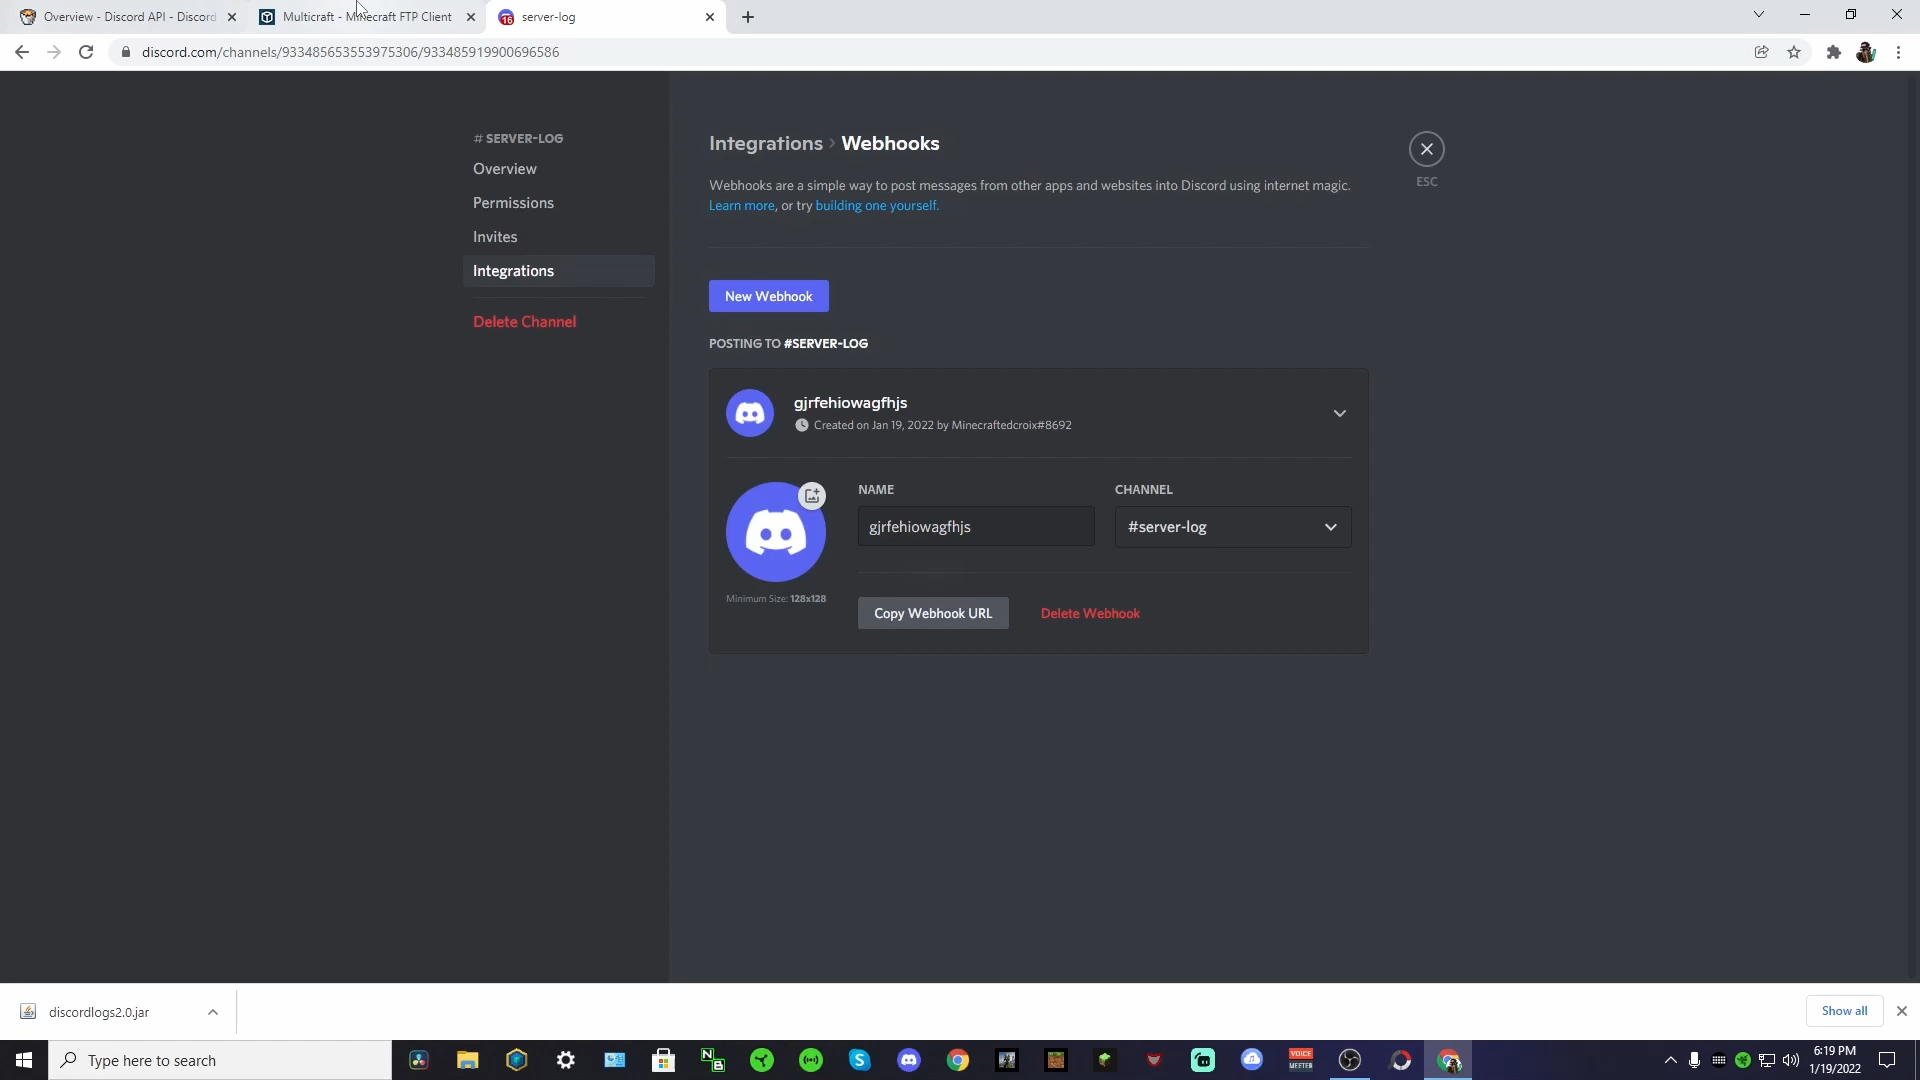 Overview - Discord API - Discord
Multicraft - Minecraft FTP Client
16
server-log
discord.com/channels/933485653553975306/933485919900696586
# SERVER-LOG
Overview
Permissions
Invites
Integrations
Delete Channel
Integrations › Webhooks
Webhooks are a simple way to post messages from other apps and websites into Discord using internet magic.
Learn more, or try building one yourself.
ESC
New Webhook
POSTING TO #SERVER-LOG
gjrfehiowagfhjs
Created on Jan 19, 2022 by Minecraftedcroix#8692
NAME
CHANNEL
gjrfehiowagfhjs
#server-log
Minimum Size: 128x128
Copy Webhook URL
Delete Webhook
discordlogs2.0.jar
Show all
Type here to search
N
B
VOICE
MEETER
6:19 PM
1/19/2022